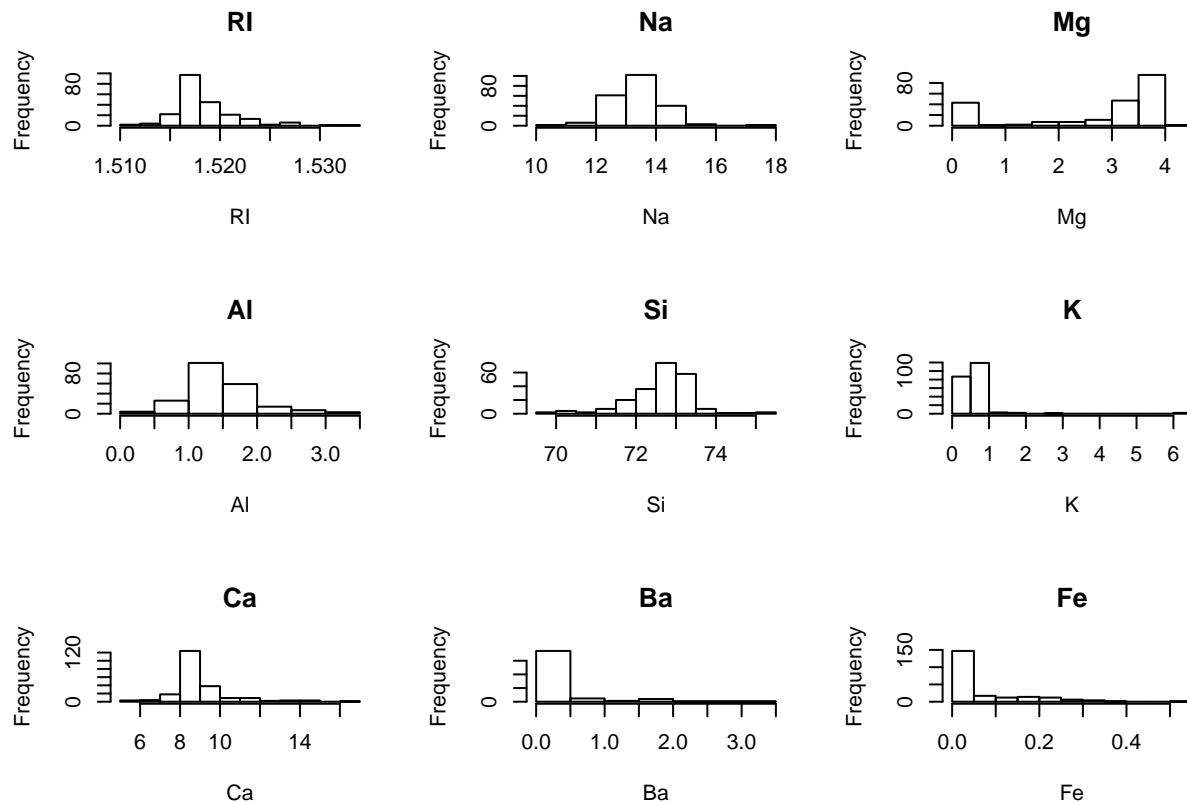 RI
Na
Mg
Frequency
0
80
1.510
1.520
1.530
RI
Frequency
0
80
10
12
14
16
18
Na
Frequency
0
80
0
1
2
3
4
Mg
Al
Si
K
Frequency
0
80
0.0
1.0
2.0
3.0
Al
Frequency
0
60
70
72
74
Si
Frequency
0
100
0
1
2
3
4
5
6
K
Ca
Ba
Fe
Frequency
0
120
6
8
10
14
Ca
Frequency
0
0.0
1.0
2.0
3.0
Ba
Frequency
0
150
0.0
0.2
0.4
Fe